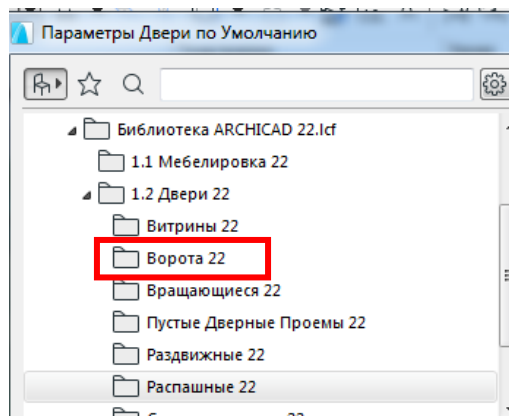 Параметры Двери по Умолчанию
Библиотека ARCHICAD 22.lcf
1.1 Мебелировка 22
1.2 Двери 22
Витрины 22
Ворота 22
Вращающиеся 22
Пустые Дверные Проемы 22
Раздвижные 22
Распашные 22